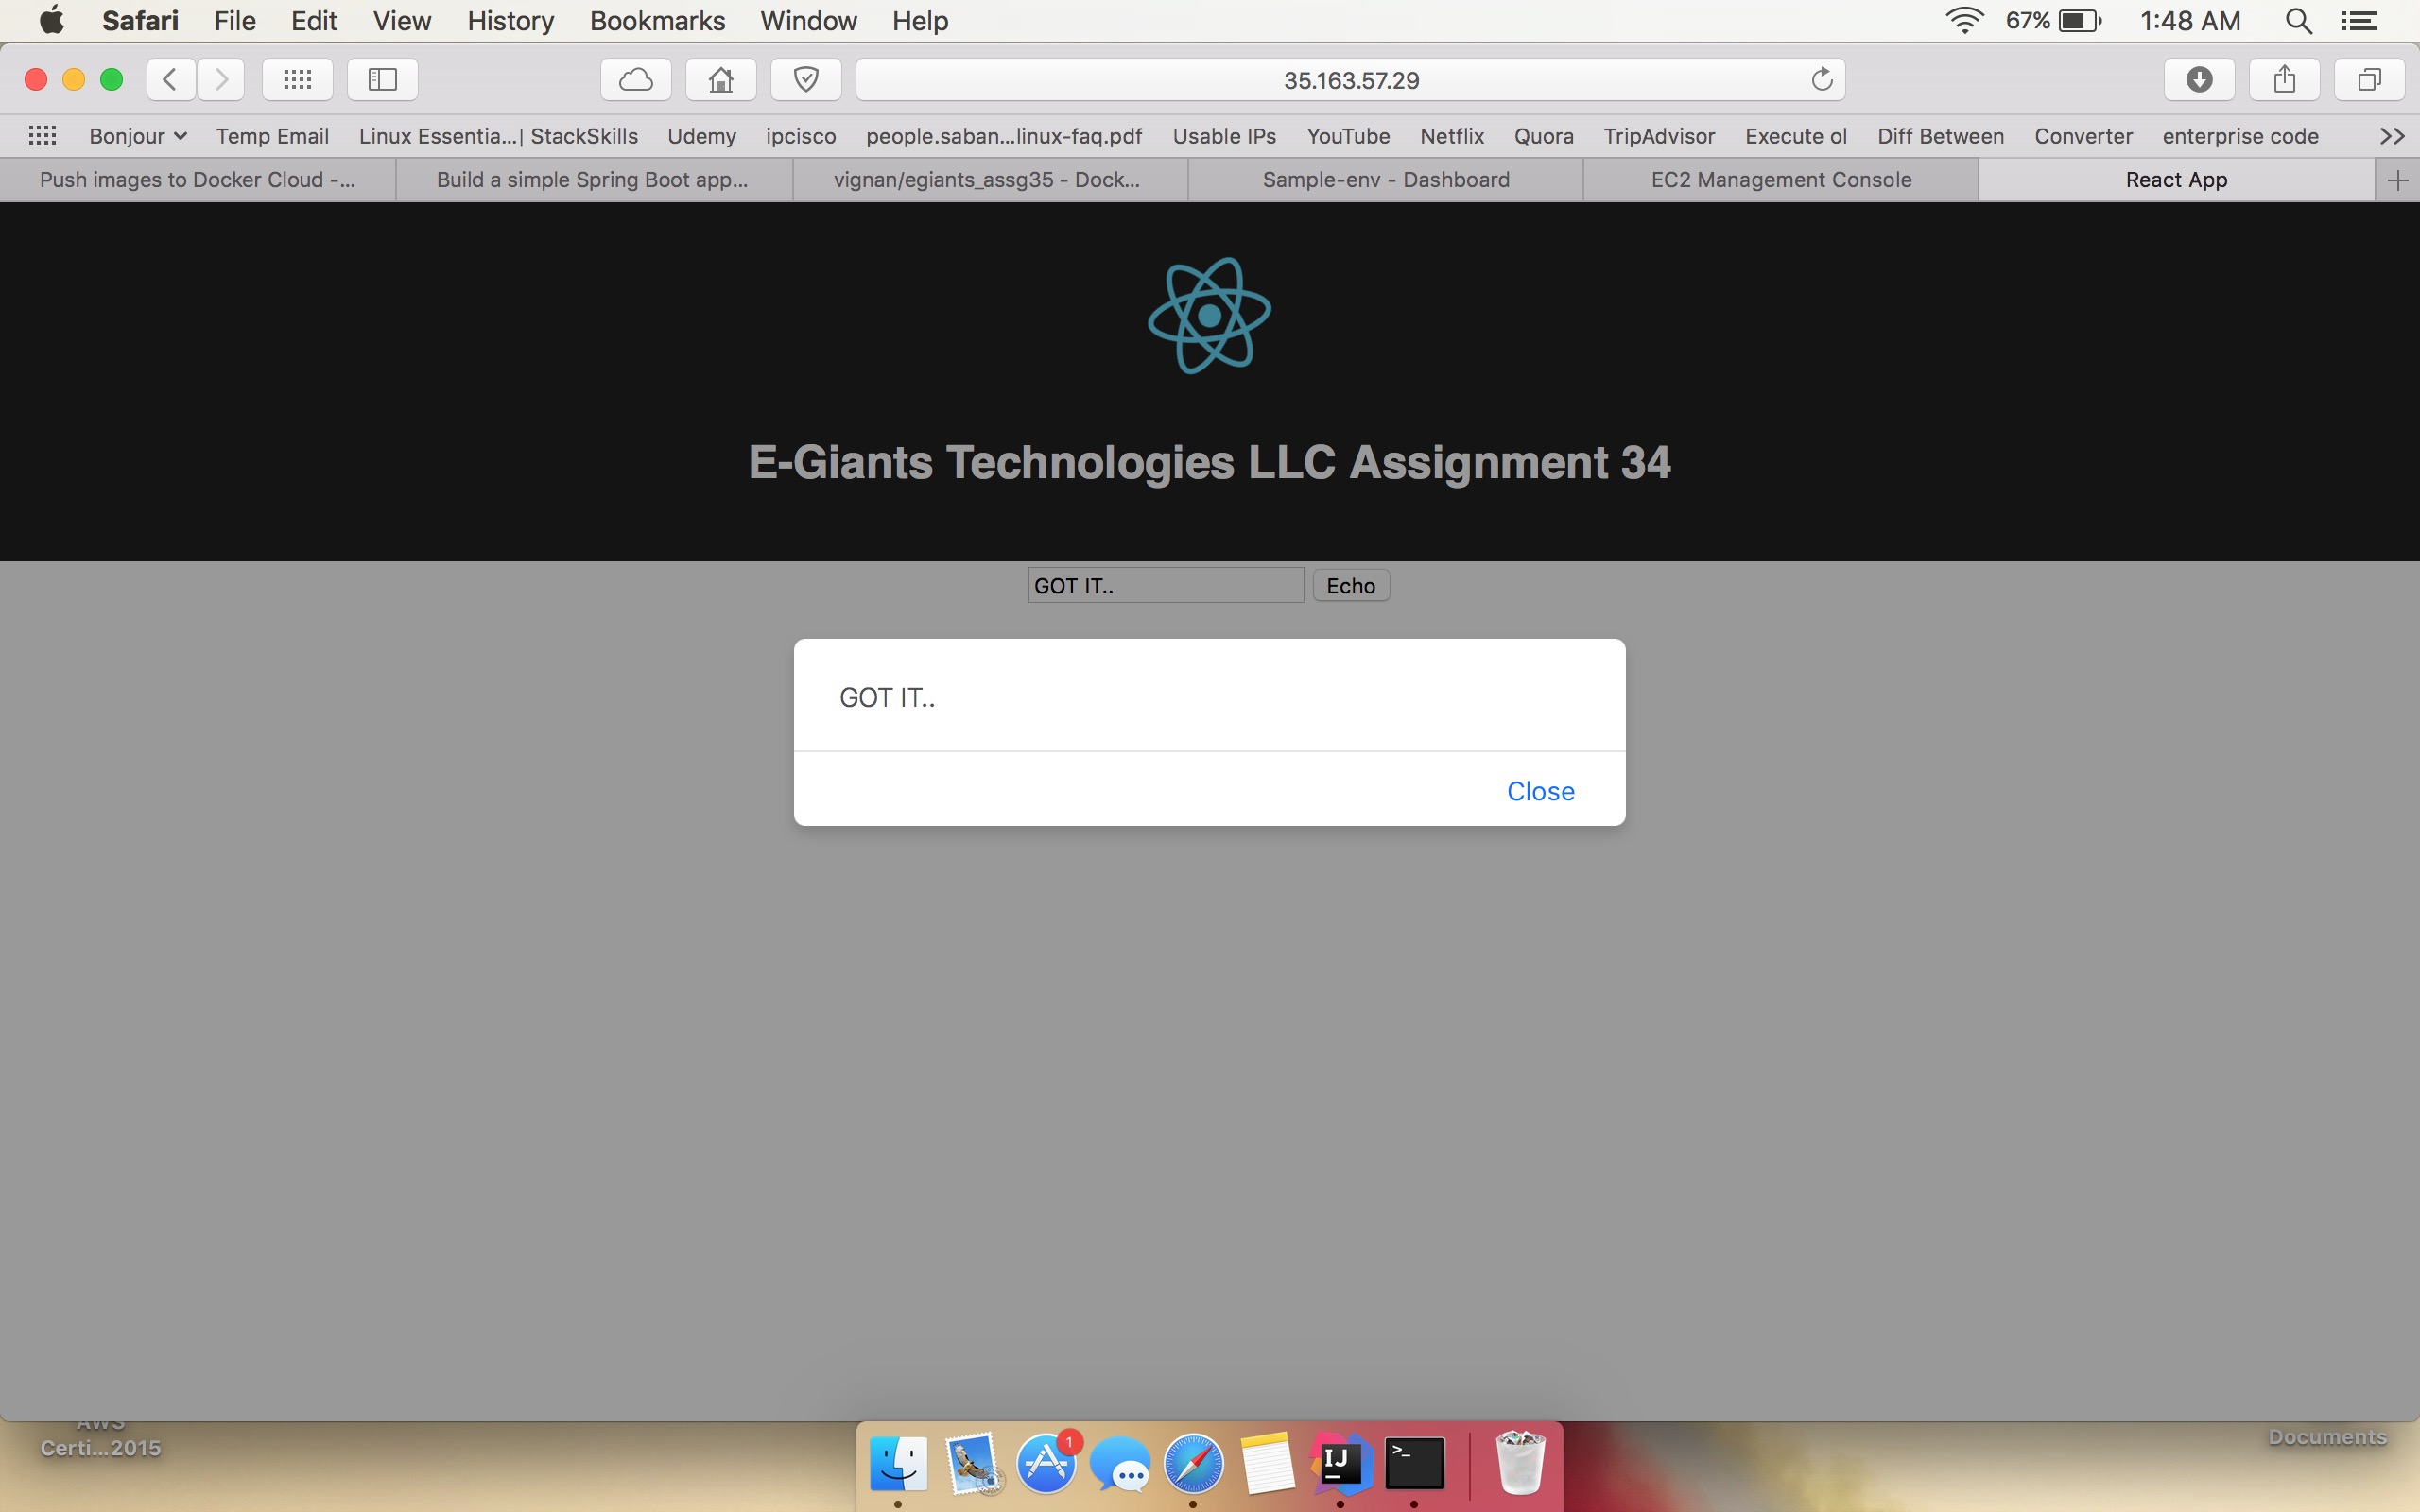 Safari File Edit View History Bookmarks Window Help 67% 1:48 AM
35.163.57.29
Bonjour Temp Email Linux Essentia...| StackSkills Udemy ipcisco people.saban...linux-faq.pdf Usable IPs YouTube Netflix Quora TripAdvisor Execute ol Diff Between Converter enterprise code
Push images to Docker Cloud -... Build a simple Spring Boot app... vignan/egiants_assg35 - Dock... Sample-env - Dashboard EC2 Management Console React App
E-Giants Technologies LLC Assignment 34
GOT IT.. Echo
GOT IT..
Close
AWS
Certi...2015
Documents
1
IJ
>_